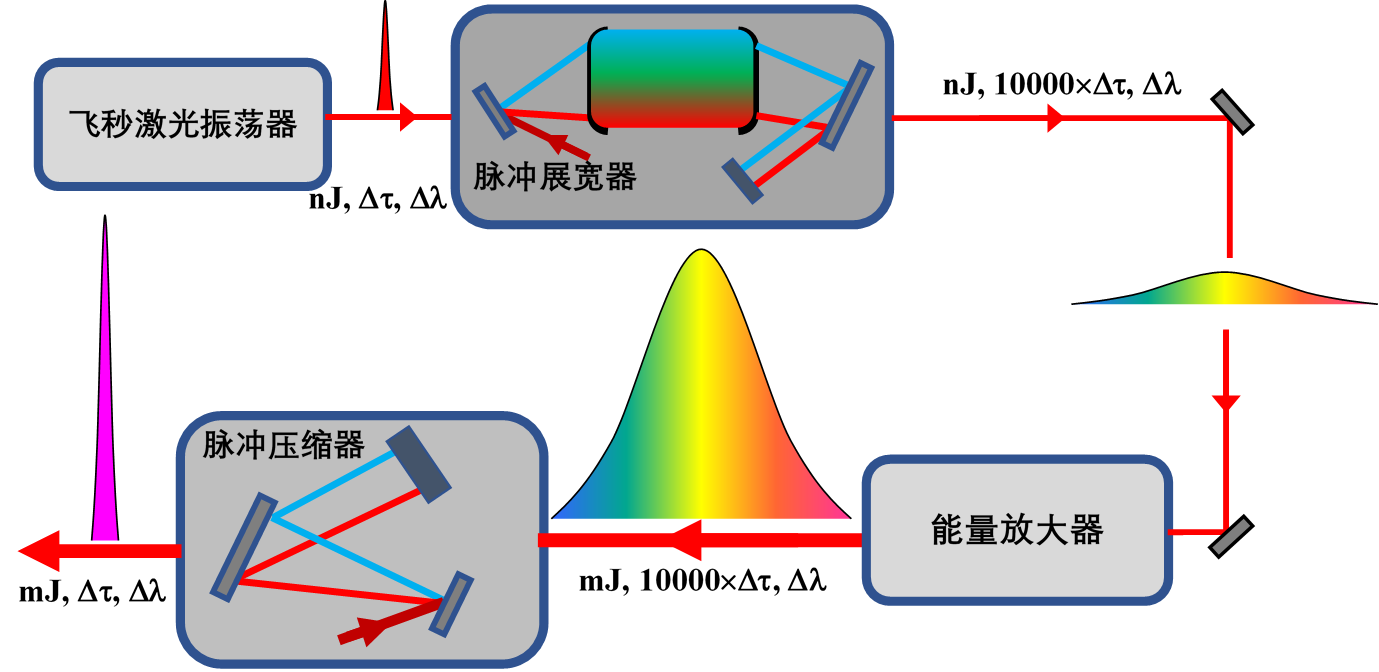 飞秒激光振荡器
nJ, Δτ, Δλ
脉冲展宽器
nJ, 10000×Δτ, Δλ
能量放大器
mJ, 10000×Δτ, Δλ
脉冲压缩器
mJ, Δτ, Δλ